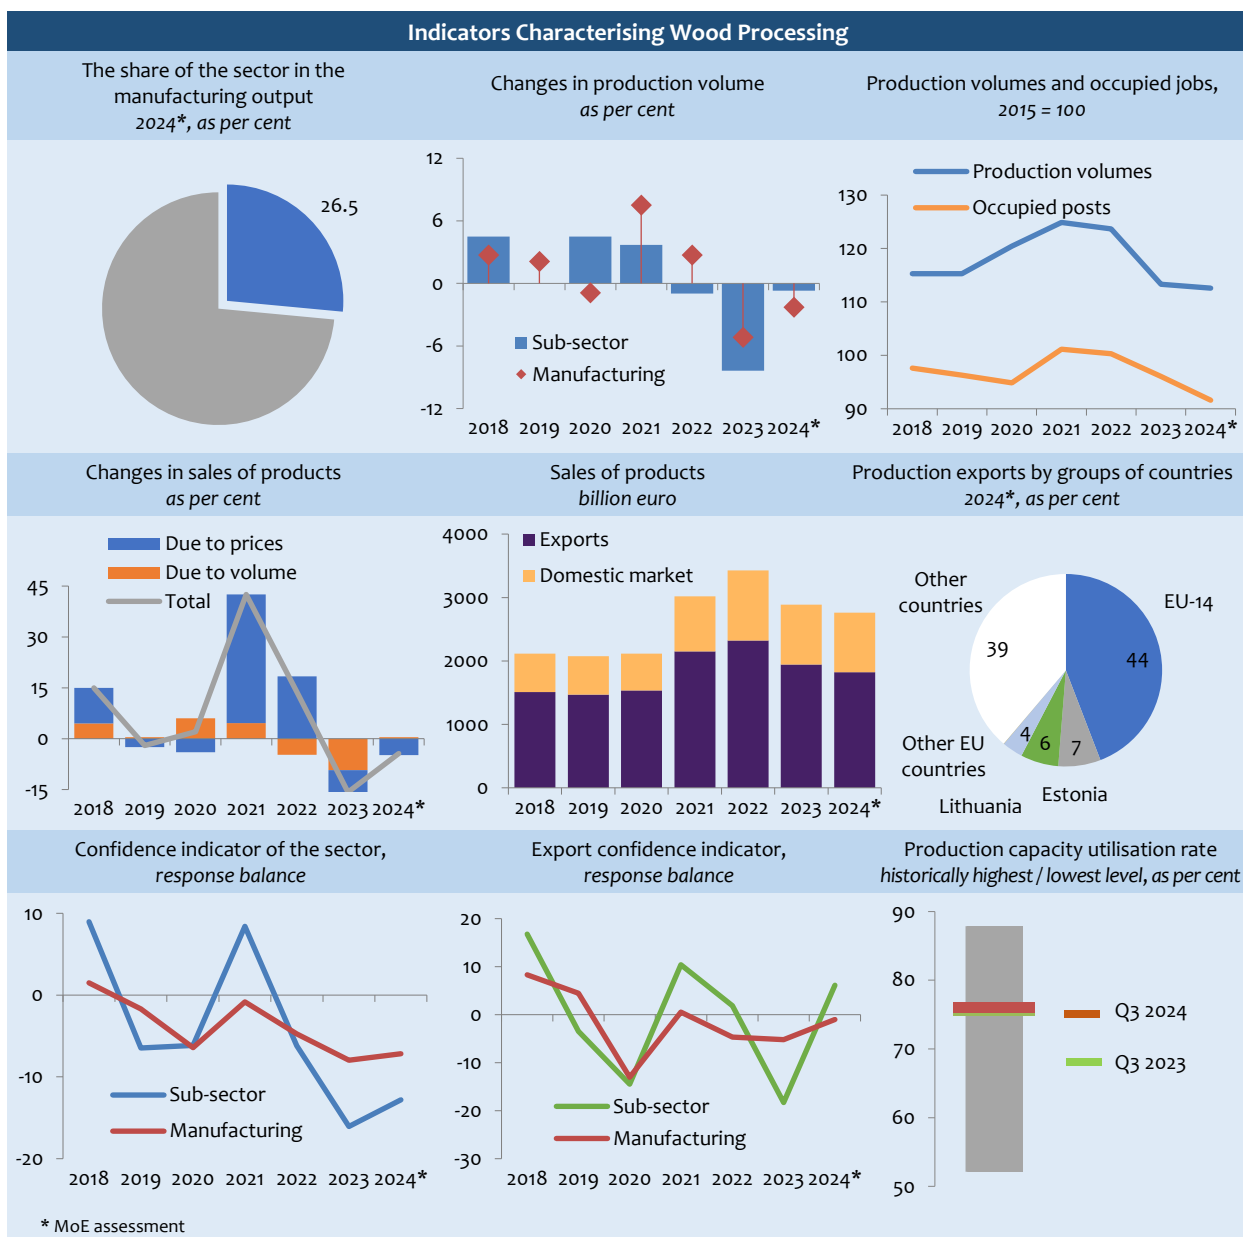 Indicators Characterising Wood Processing
The share of the sector in the
manufacturing output
2024*, as per cent
26.5
Changes in production volume
as per cent
12
6
0
-6
-12
Sub-sector
Manufacturing
2018 2019 2020 2021 2022 2023 2024*
Production volumes and occupied jobs,
2015 = 100
Production volumes
Occupied posts
130
120
110
100
90
2018 2019 2020 2021 2022 2023 2024*
Changes in sales of products
as per cent
Due to prices
Due to volume
Total
45
30
15
0
-15
2018 2019 2020 2021 2022 2023 2024*
Sales of products
billion euro
Exports
Domestic market
4000
3000
2000
1000
0
2018 2019 2020 2021 2022 2023 2024*
Production exports by groups of countries
2024*, as per cent
Other
countries
EU-14
39
44
4
6
7
Other EU
countries
Lithuania
Estonia
Confidence indicator of the sector,
response balance
10
0
-10
-20
Sub-sector
Manufacturing
2018 2019 2020 2021 2022 2023 2024*
Export confidence indicator,
response balance
20
10
0
-10
-20
-30
Sub-sector
Manufacturing
2018 2019 2020 2021 2022 2023 2024*
Production capacity utilisation rate
historically highest / lowest level, as per cent
90
80
70
60
50
Q3 2024
Q3 2023
* MoE assessment